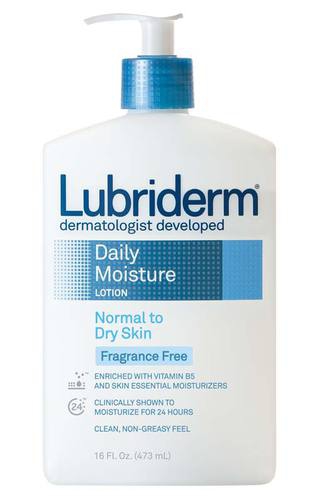 Lubriderm®
dermatologist developed
Daily
Moisture
LOTION
Normal to
Dry Skin
Fragrance Free
ENRICHED WITH VITAMIN B5
AND SKIN ESSENTIAL MOISTURIZERS
24
CLINICALLY SHOWN TO
MOISTURIZE FOR 24 HOURS
CLEAN, NON-GREASY FEEL
16 Fl. Oz. (473 mL)